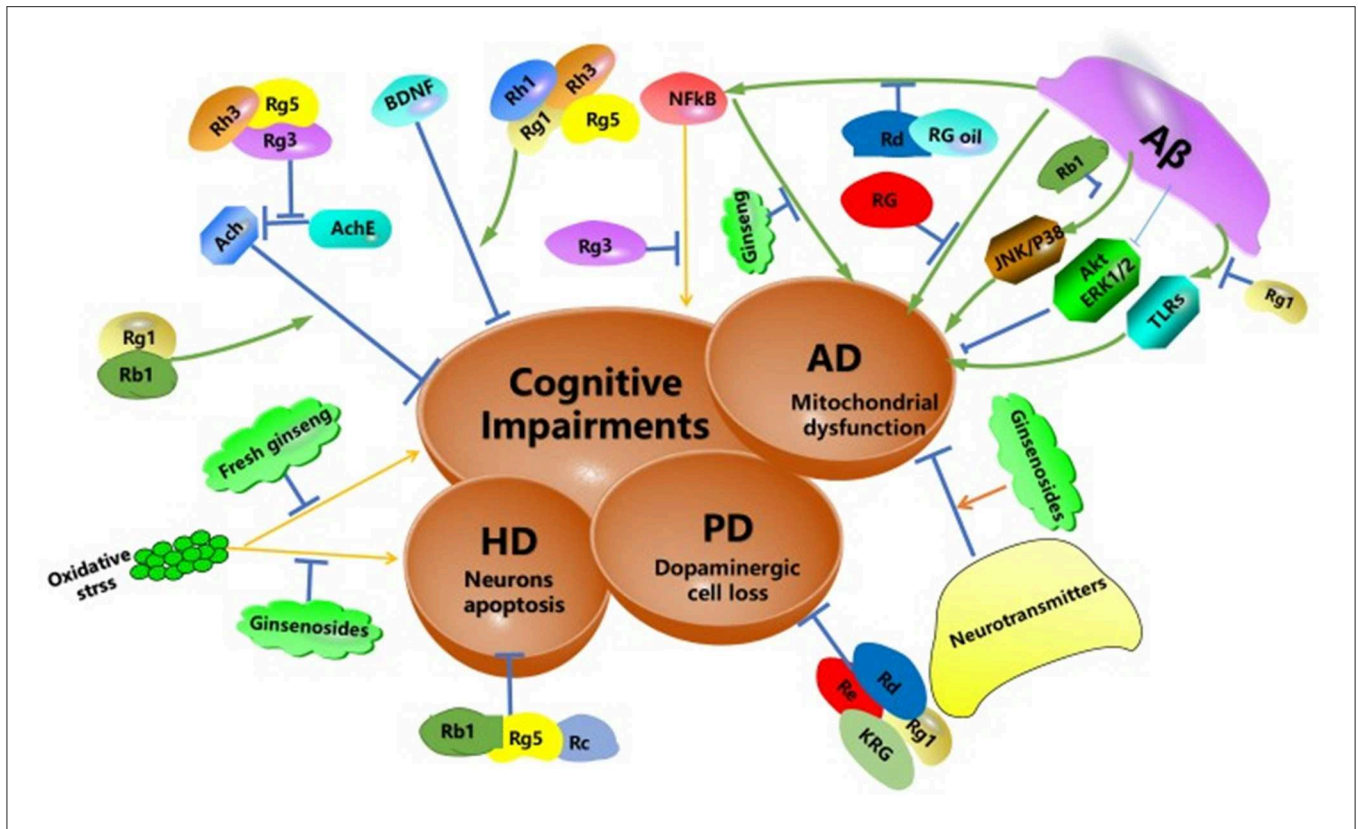 Rh3
Rg5
Rg3
Ach
AchE
BDNF
Rh1
Rh3
Rg1
Rg5
NFkB
Rg3
Ginseng
Rd
RG oil
RG
Aβ
Rb1
JNK/P38
Akt
ERK1/2
TLRs
Rg1
Rg1
Rb1
Cognitive
Impairments
AD
Mitochondrial
dysfunction
Fresh ginseng
Oxidative
strss
Ginsenosides
HD
Neurons
apoptosis
PD
Dopaminergic
cell loss
Ginsenosides
Neurotransmitters
Rb1
Rg5
Rc
Re
Rd
Rg1
KRG